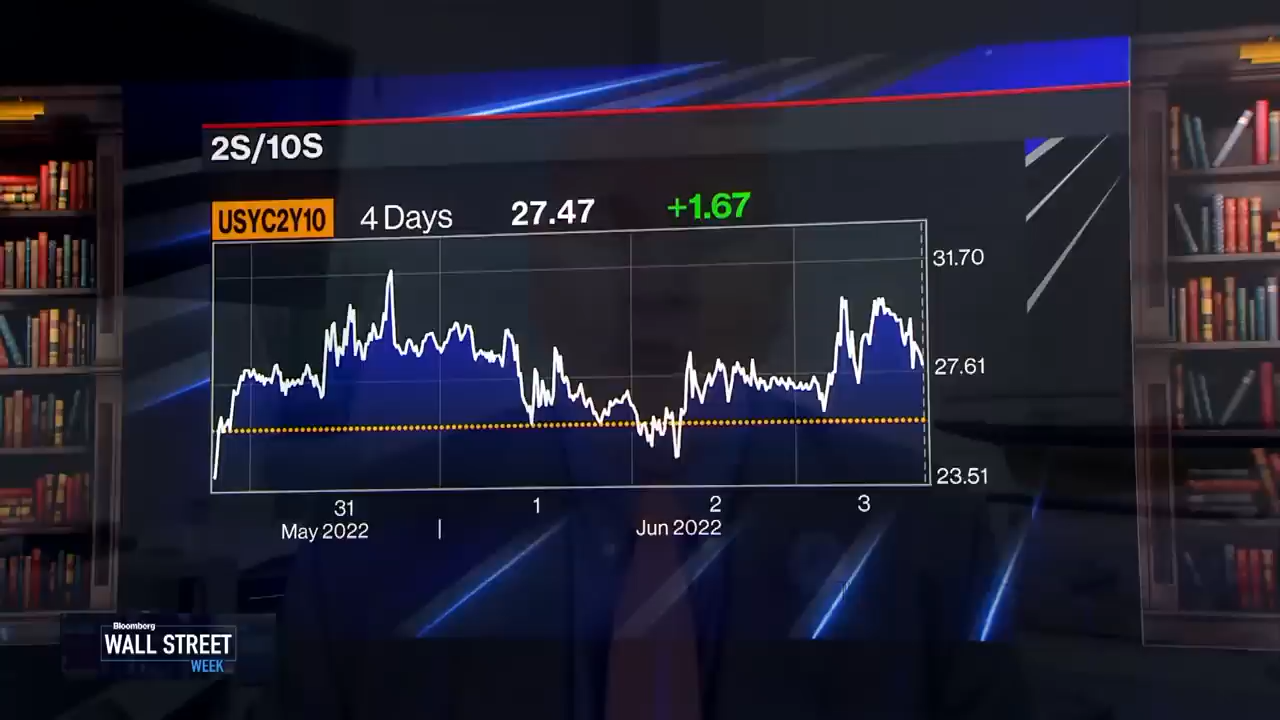 2S/10S
USYC2Y10 4 Days 27.47 +1.67
31.70
27.61
23.51
31 1 2 3
May 2022 | Jun 2022
Bloomberg
WALL STREET
WEEK